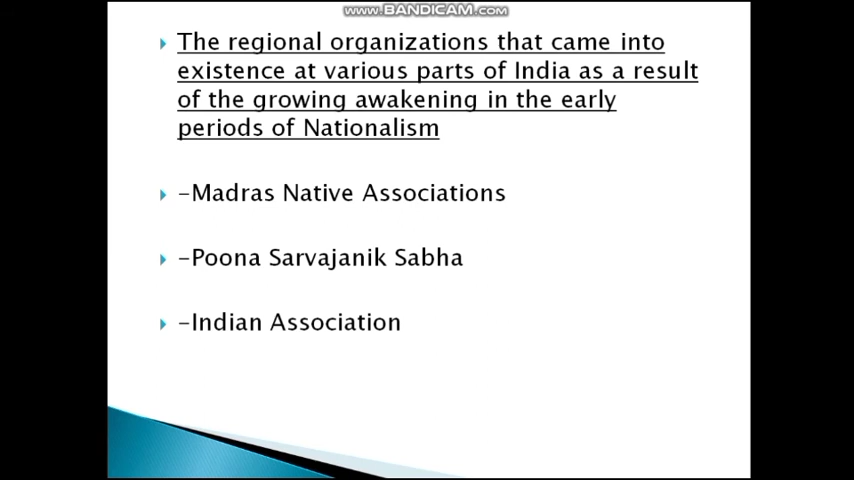 www.BANDICAM.com
The regional organizations that came into
existence at various parts of India as a result
of the growing awakening in the early
periods of Nationalism
-Madras Native Associations
-Poona Sarvajanik Sabha
-Indian Association